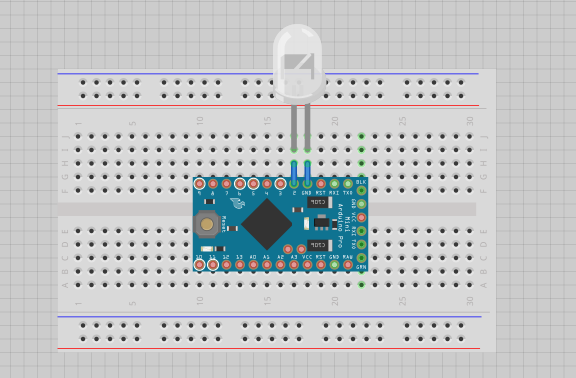 1 5 10 15 20 25 30
J J
I I
H H
G G
F F
9 8 7 6 5 4 3 2 GND RST RXI TXO BLK
GND VCC RXI TXO
Reset
Arduino Pro
Mini
E E
D D
C C
B B
A A
10 11 12 13 A0 A1 A2 A3 VCC RST GND RAW GRN
1 5 10 15 20 25 30